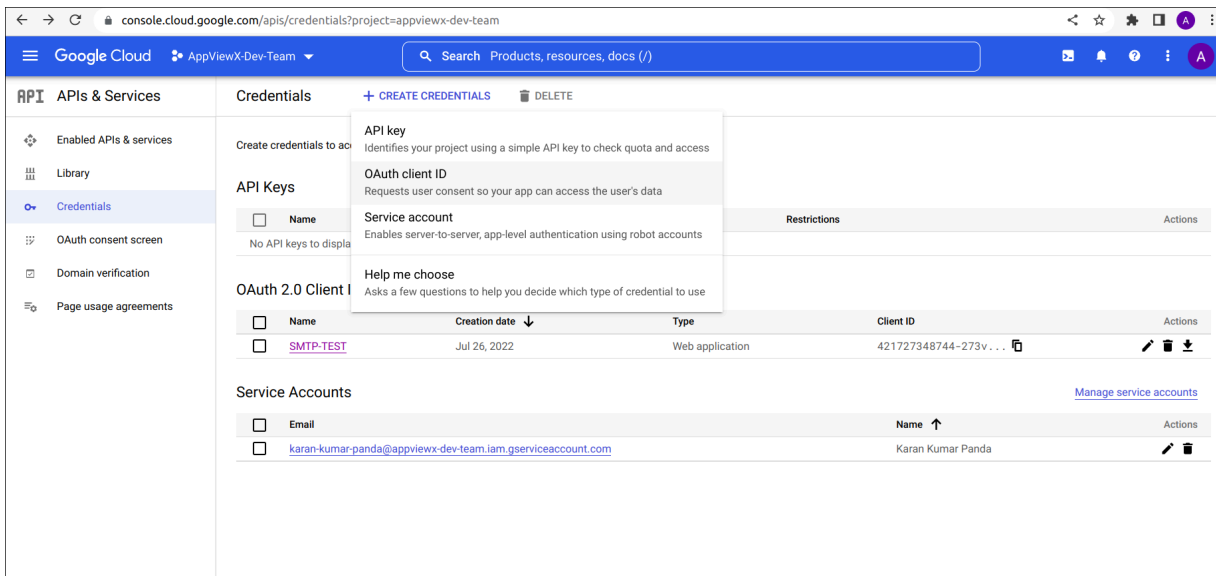 console.cloud.google.com/apis/credentials?project=appviewx-dev-team
A
Google Cloud
AppViewX-Dev-Team
Search Products, resources, docs (/)
A
API APIs & Services
Credentials
+ CREATE CREDENTIALS
DELETE
Enabled APIs & services
Library
Credentials
OAuth consent screen
Domain verification
Page usage agreements
Create credentials to ac
API key
Identifies your project using a simple API key to check quota and access
OAuth client ID
Requests user consent so your app can access the user's data
Service account
Enables server-to-server, app-level authentication using robot accounts
Help me choose
Asks a few questions to help you decide which type of credential to use
API Keys
Name Restrictions Actions
No API keys to displa
OAuth 2.0 Client I
Name Creation date Type Client ID Actions
SMTP-TEST Jul 26, 2022 Web application 421727348744-273v...
Service Accounts
Manage service accounts
Email Name Actions
karan-kumar-panda@appviewx-dev-team.iam.gserviceaccount.com Karan Kumar Panda